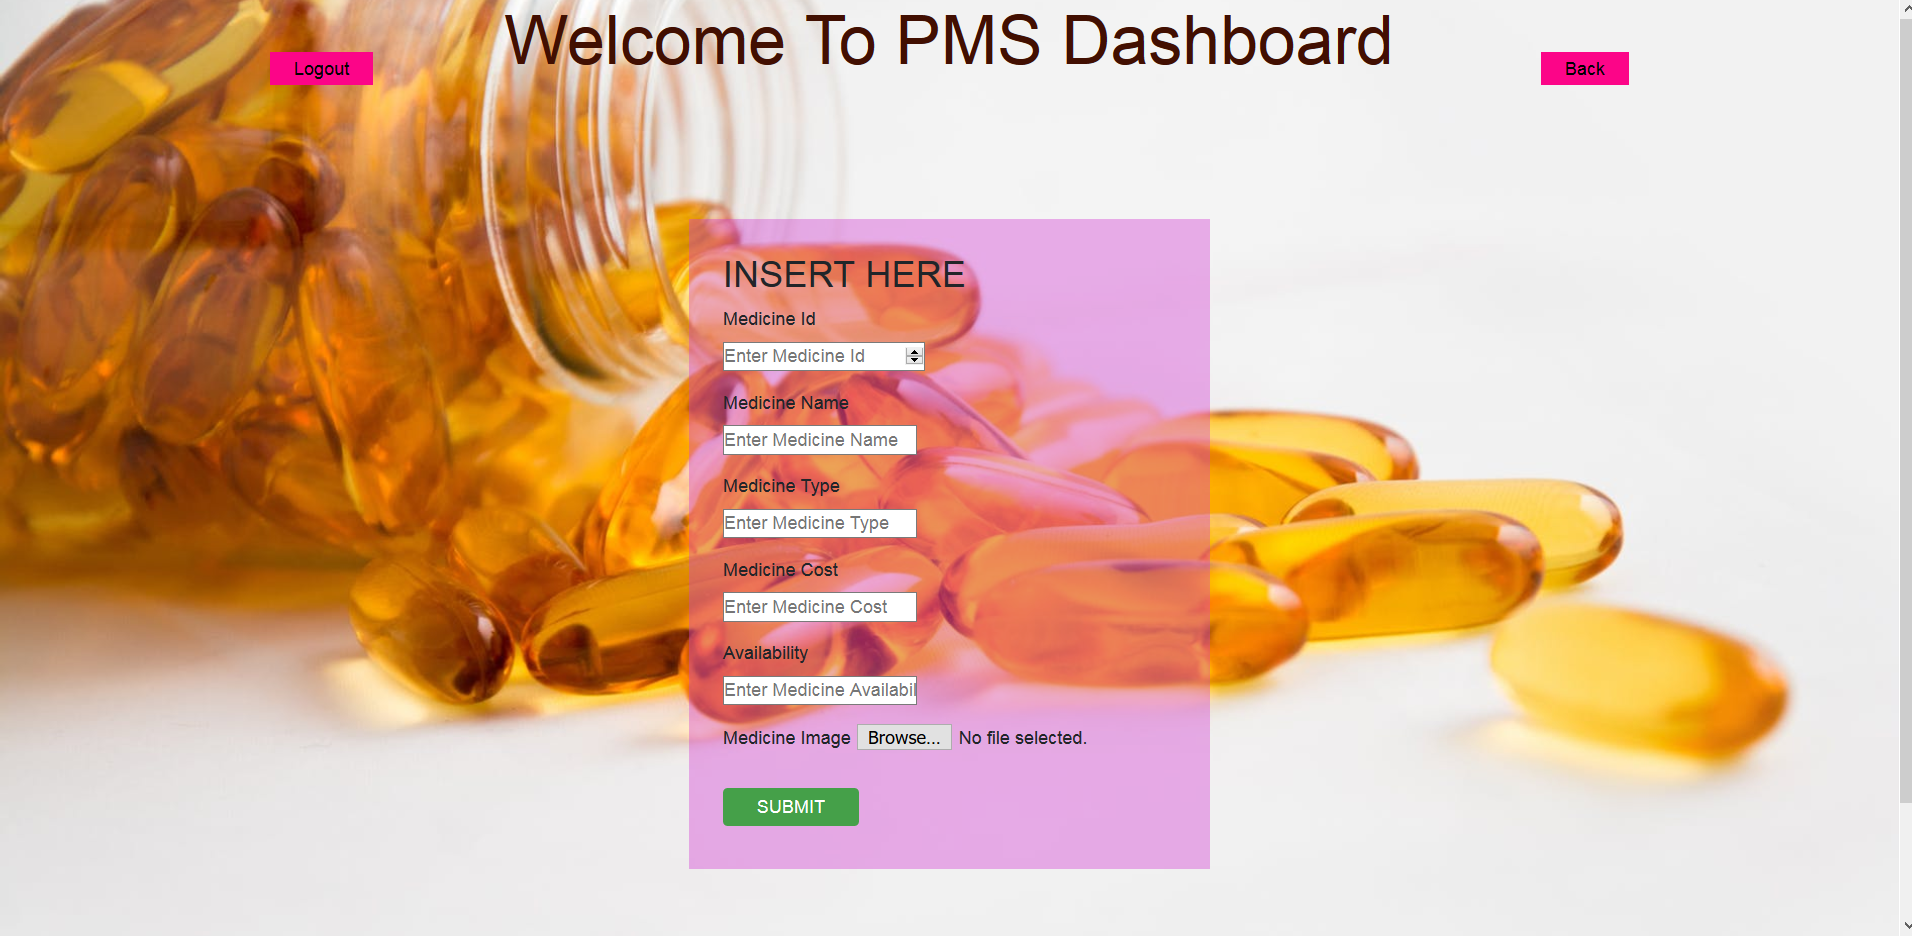 Welcome To PMS Dashboard
Logout
Back
INSERT HERE
Medicine Id
Enter Medicine Id
Medicine Name
Enter Medicine Name
Medicine Type
Enter Medicine Type
Medicine Cost
Enter Medicine Cost
Availability
Enter Medicine Availabil
Medicine Image Browse... No file selected.
SUBMIT